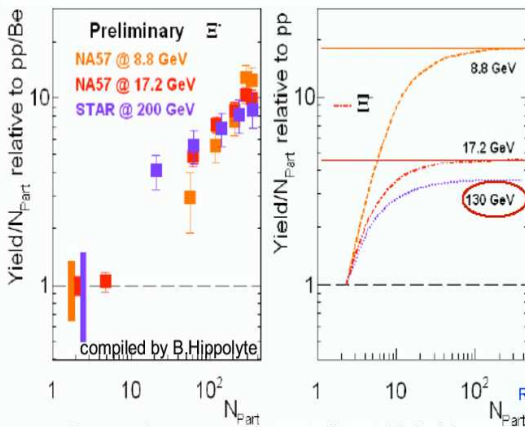 Yield/N_Part relative to pp/Be
Preliminary Ξ⁻
NA57 @ 8.8 GeV
NA57 @ 17.2 GeV
STAR @ 200 GeV
10
1
compiled by B.Hippolyte
1 10 10²
N_Part
Yield/N_Part relative to pp
10
1
Ξ
8.8 GeV
17.2 GeV
130 GeV
1 10 10²
N_Part
R